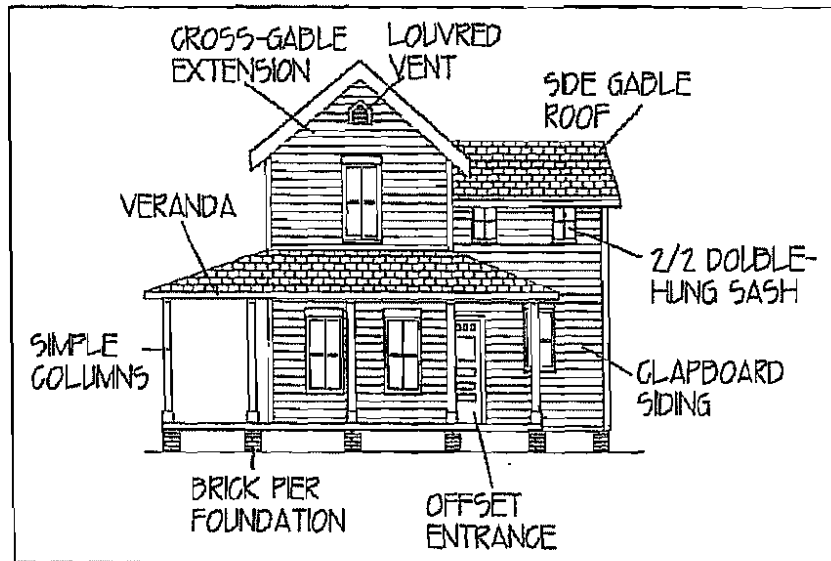 CROSS-GABLE
EXTENSION
LOUVRED
VENT
SIDE GABLE
ROOF
VERANDA
2/2 DOUBLE-
HUNG SASH
SIMPLE
COLUMNS
CLAPBOARD
SIDING
BRICK PIER
FOUNDATION
OFFSET
ENTRANCE